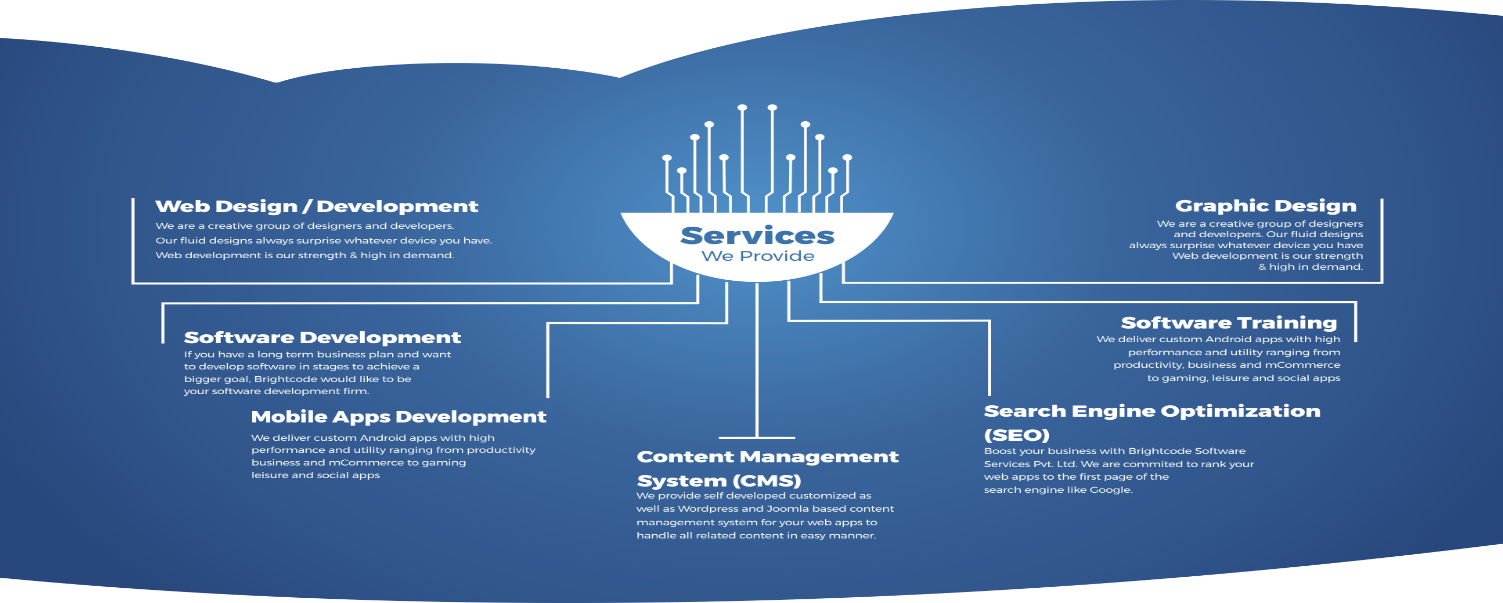 Services
We Provide
Web Design / Development
We are a creative group of designers and developers.
Our fluid designs always surprise whatever device you have.
Web development is our strength & high in demand.
Software Development
If you have a long term business plan and want
to develop software in stages to achieve a
bigger goal, Brightcode would like to be
your software development firm.
Mobile Apps Development
We deliver custom Android apps with high
performance and utility ranging from productivity
business and mCommerce to gaming
leisure and social apps
Content Management
System (CMS)
We provide self developed customized as
well as Wordpress and Joomla based content
management system for your web apps to
handle all related content in easy manner.
Search Engine Optimization
(SEO)
Boost your business with Brightcode Software
Services Pvt. Ltd. We are commited to rank your
web apps to the first page of the
search engine like Google.
Software Training
We deliver custom Android apps with high
performance and utility ranging from
productivity, business and mCommerce
to gaming, leisure and social apps
Graphic Design
We are a creative group of designers
and developers. Our fluid designs
always surprise whatever device you have
Web development is our strength
& high in demand.